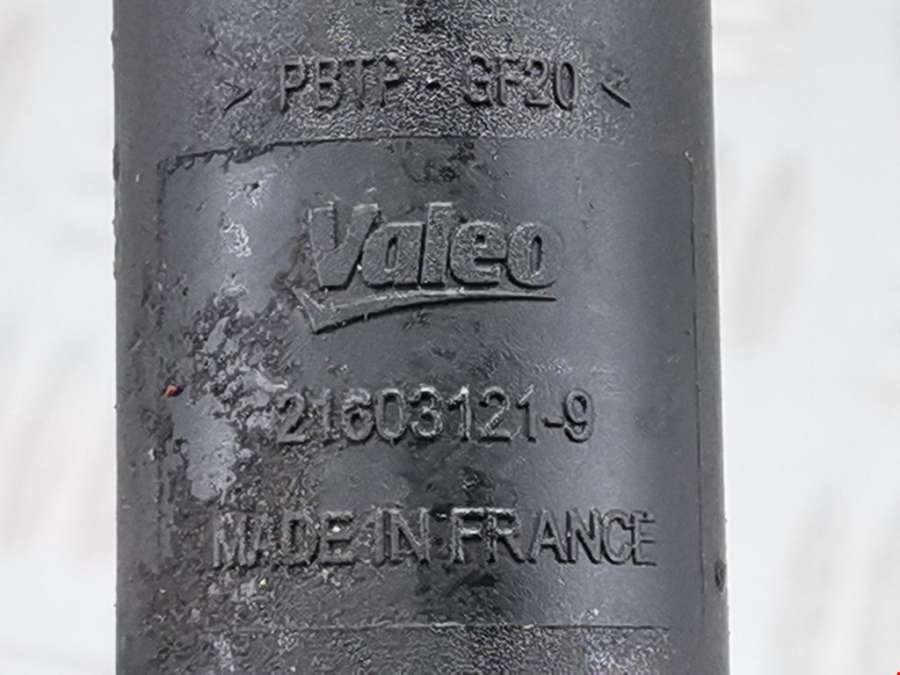 > PBTP - GF20 <
Valeo
21603121-9
MADE IN FRANCE